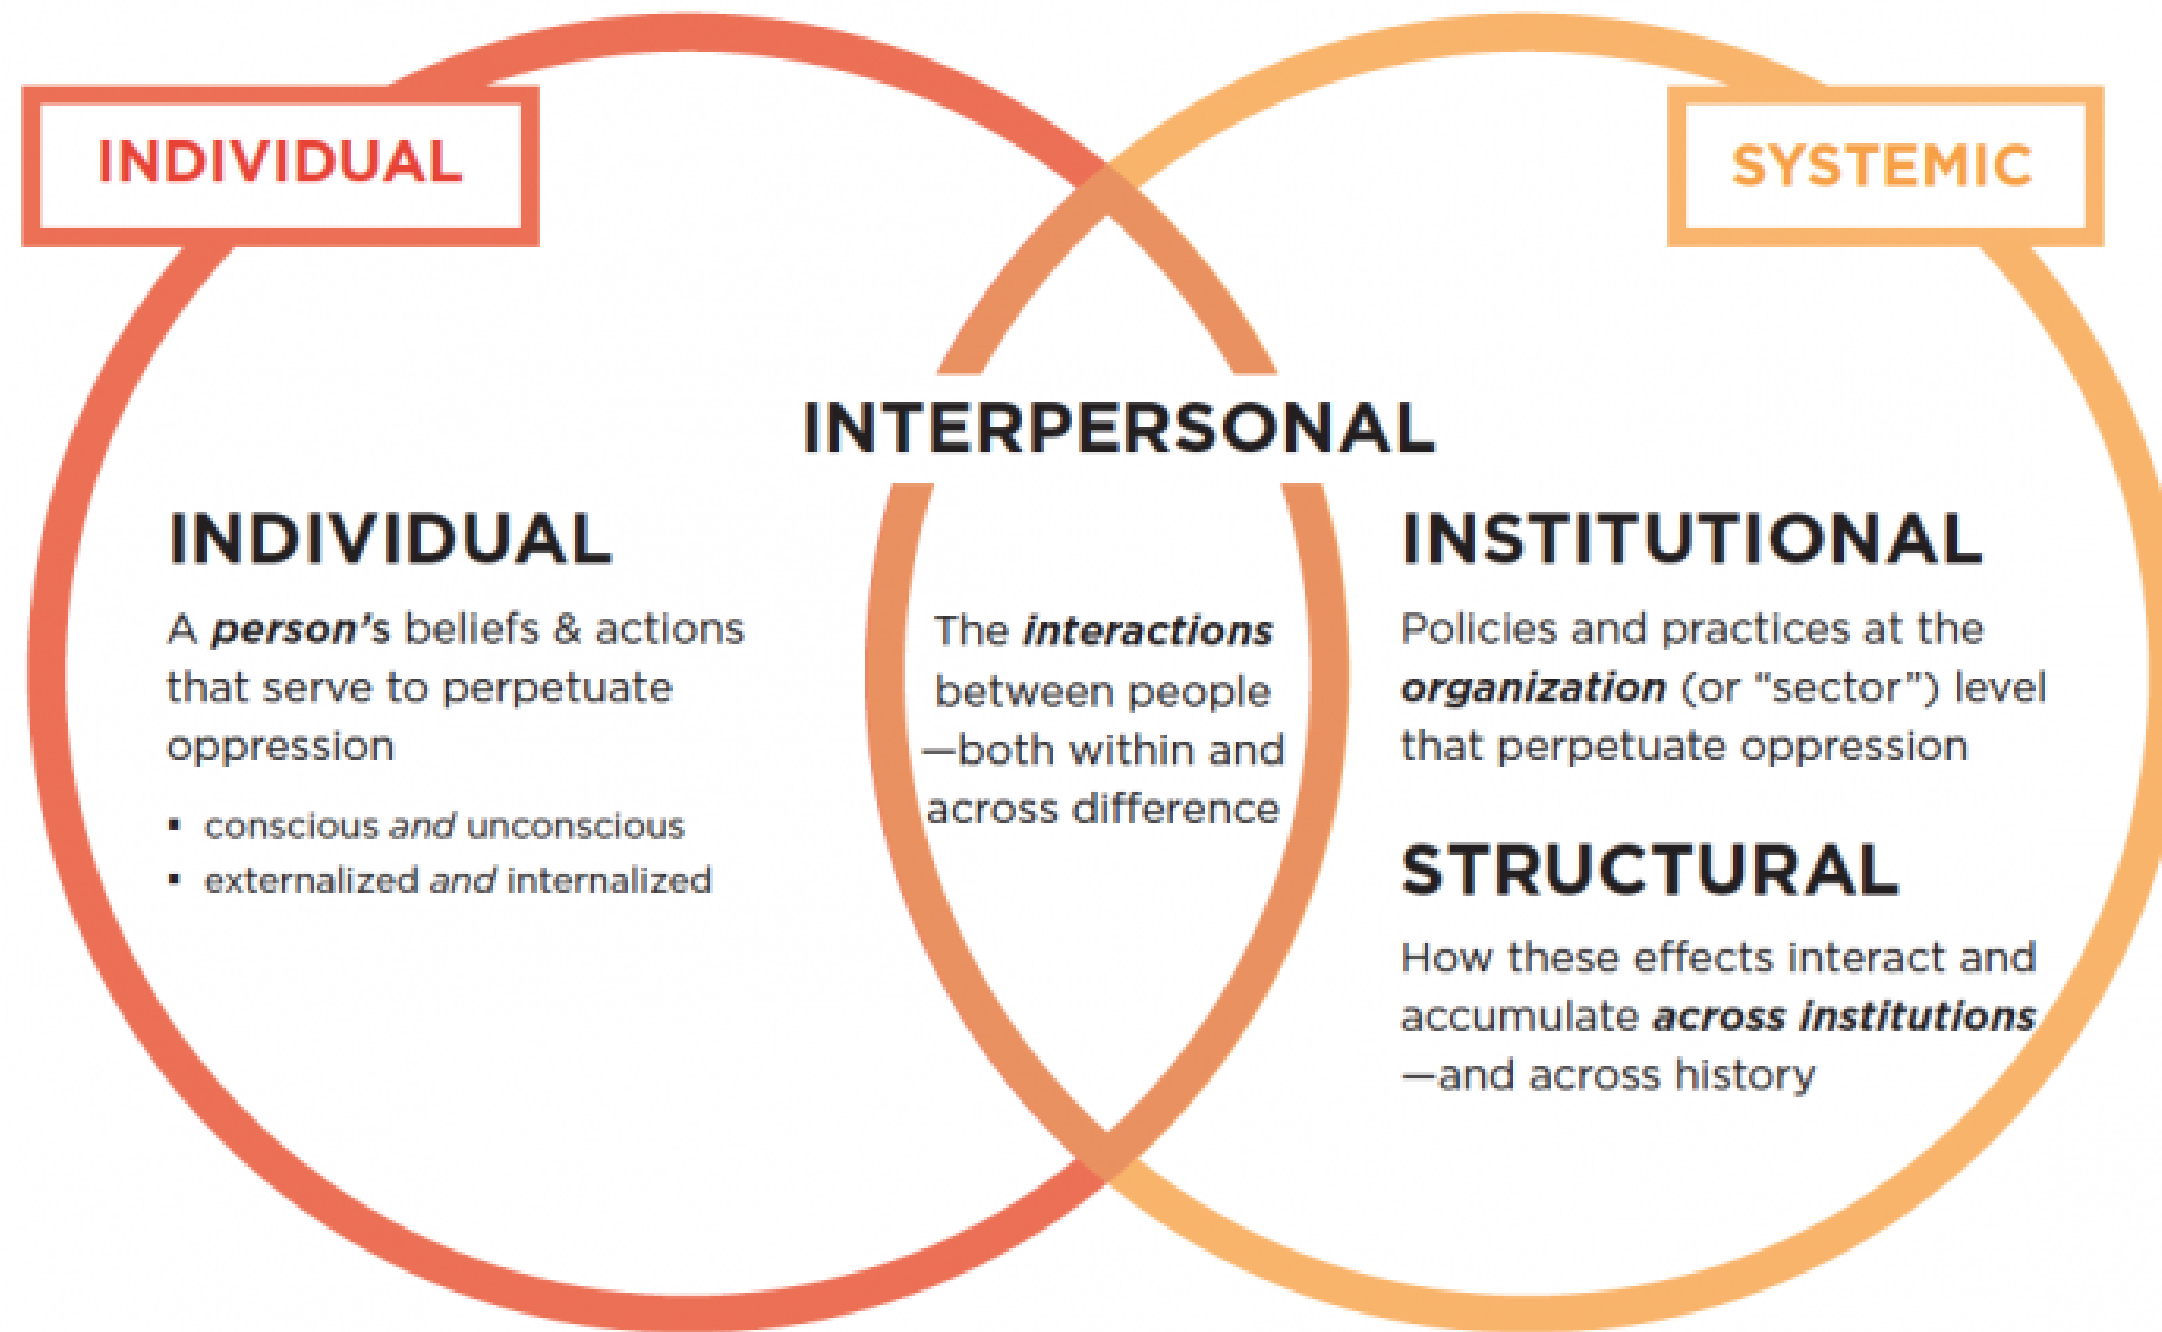 INDIVIDUAL
SYSTEMIC
INTERPERSONAL
INDIVIDUAL
A person's beliefs & actions
that serve to perpetuate
oppression
▪ conscious and unconscious
▪ externalized and internalized
The interactions
between people
—both within and
across difference
INSTITUTIONAL
Policies and practices at the
organization (or “sector”) level
that perpetuate oppression
STRUCTURAL
How these effects interact and
accumulate across institutions
—and across history